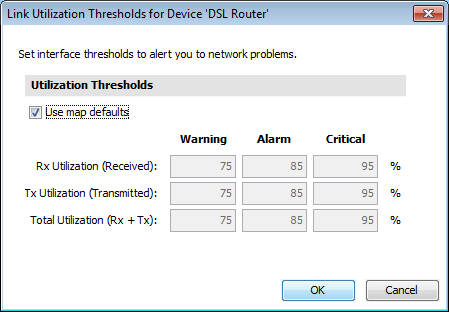 Link Utilization Thresholds for Device 'DSL Router'
Set interface thresholds to alert you to network problems.
Utilization Thresholds
Use map defaults
Warning Alarm Critical
Rx Utilization (Received): 75 85 95 %
Tx Utilization (Transmitted): 75 85 95 %
Total Utilization (Rx + Tx): 75 85 95 %
OK Cancel